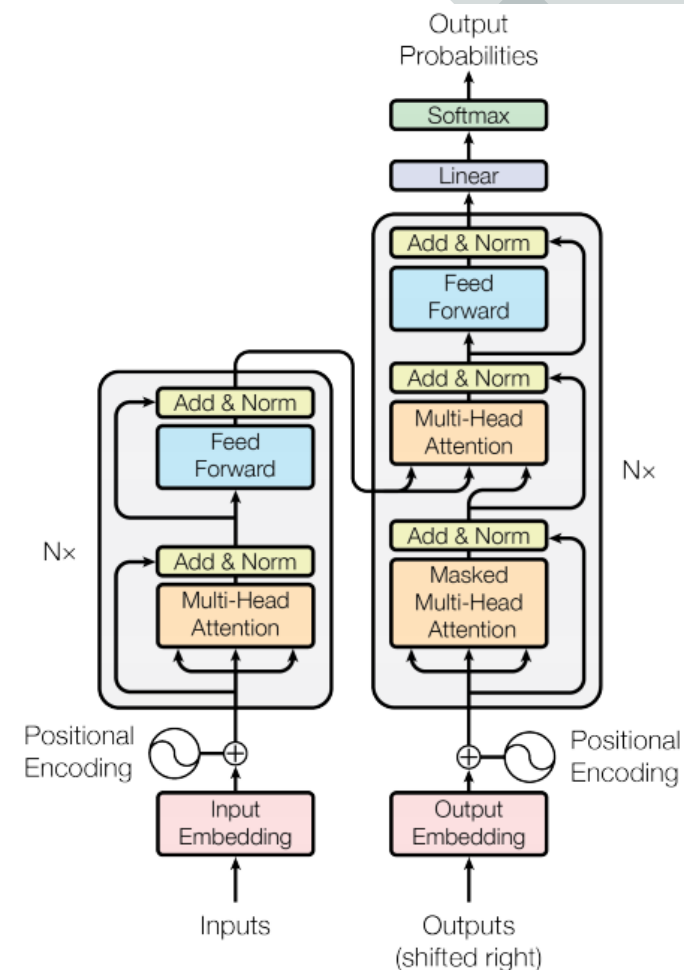 Output
Probabilities
Softmax
Linear
Add & Norm
Feed
Forward
Add & Norm
Multi-Head
Attention
Add & Norm
Masked
Multi-Head
Attention
N×
Add & Norm
Feed
Forward
Add & Norm
Multi-Head
Attention
N×
Positional
Encoding
Positional
Encoding
Input
Embedding
Output
Embedding
Inputs
Outputs
(shifted right)